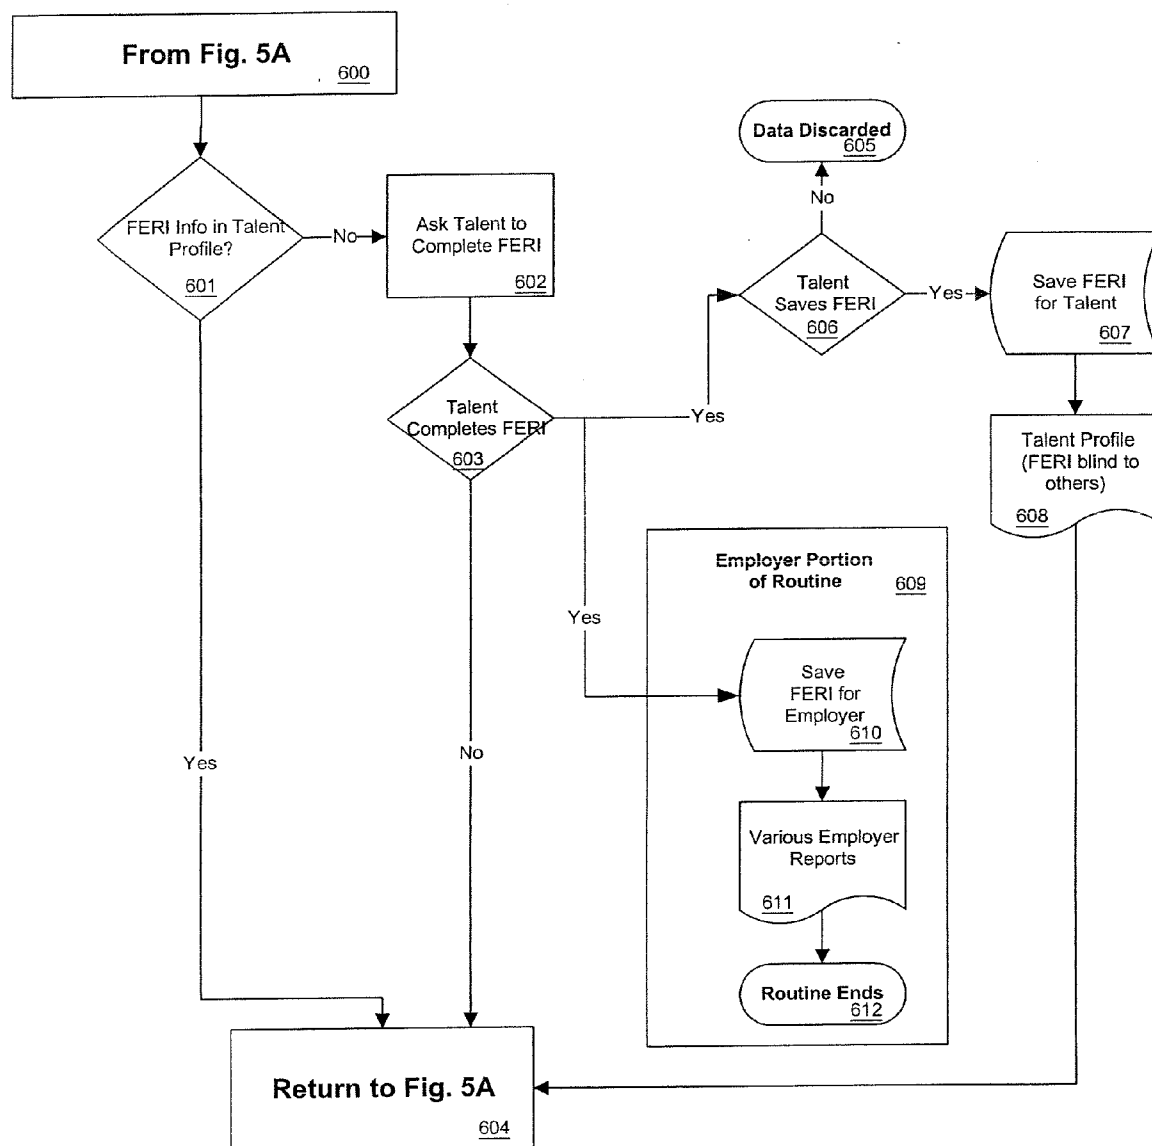 From Fig. 5A
600
Data Discarded
605
No
FERI Info in Talent
Profile?
601
No
Ask Talent to
Complete FERI
602
Talent
Saves FERI
606
Yes
Save FERI
for Talent
607
Talent
Completes FERI
603
Yes
Talent Profile
(FERI blind to
others)
608
Employer Portion
of Routine
609
Yes
Save
FERI for
Employer
610
Yes
No
Various Employer
Reports
611
Routine Ends
612
Return to Fig. 5A
604